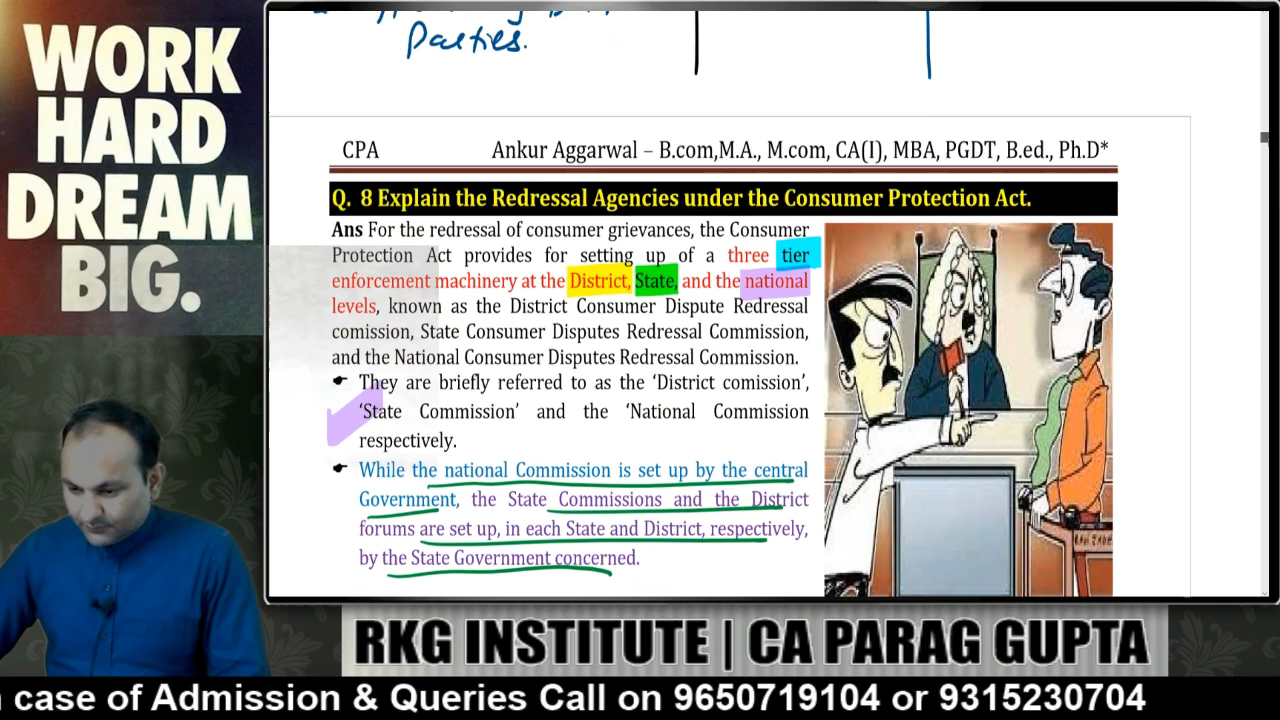 WORK
HARD
DREAM
BIG.
Parties.
CPA Ankur Aggarwal – B.com,M.A., M.com, CA(I), MBA, PGDT, B.ed., Ph.D*
Q. 8 Explain the Redressal Agencies under the Consumer Protection Act.
Ans For the redressal of consumer grievances, the Consumer
Protection Act provides for setting up of a three tier
enforcement machinery at the District, State, and the national
levels, known as the District Consumer Dispute Redressal
comission, State Consumer Disputes Redressal Commission,
and the National Consumer Disputes Redressal Commission.
They are briefly referred to as the ‘District comission’,
‘State Commission’ and the ‘National Commission
respectively.
While the national Commission is set up by the central
Government, the State Commissions and the District
forums are set up, in each State and District, respectively,
by the State Government concerned.
RKG INSTITUTE | CA PARAG GUPTA
case of Admission & Queries Call on 9650719104 or 9315230704